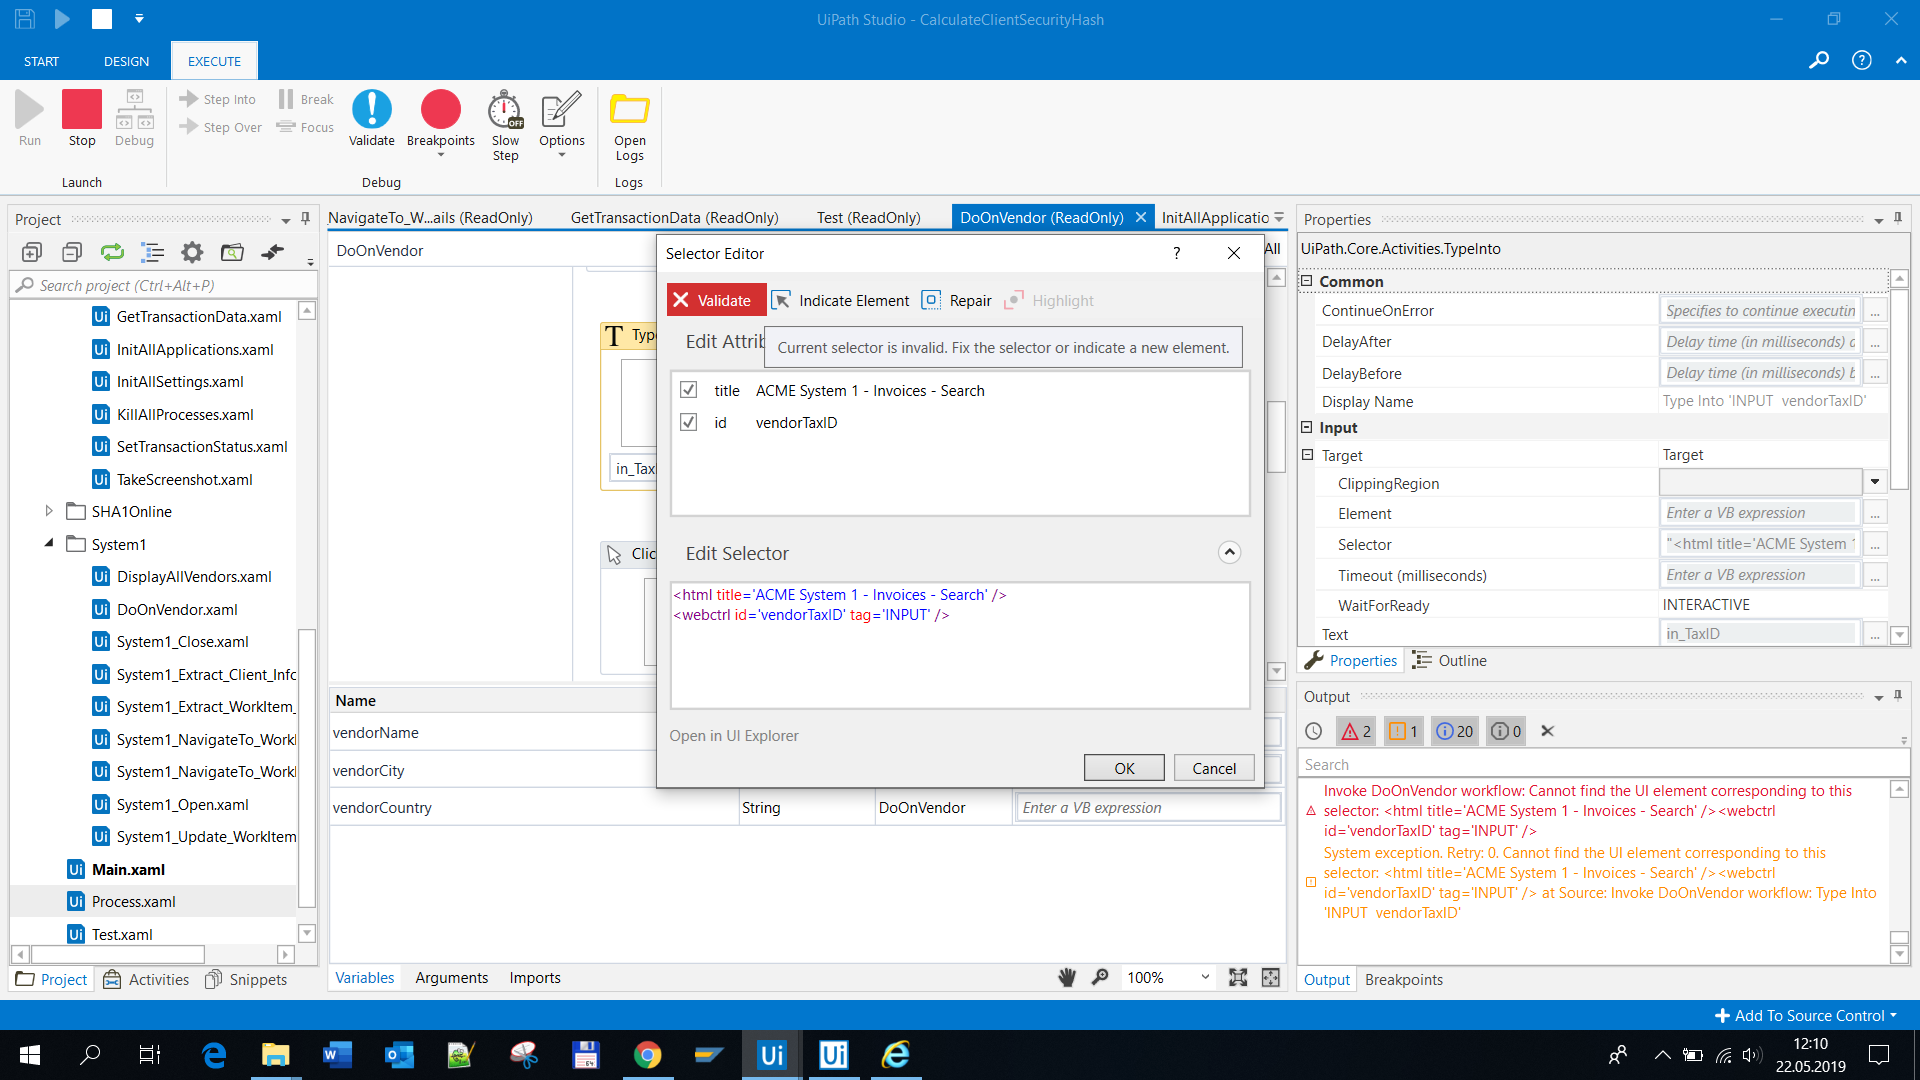 UiPath Studio - CalculateClientSecurityHash
START
DESIGN
EXECUTE
Run
Stop
Debug
Launch
Step Into
Step Over
Break
Focus
Validate
Breakpoints
Slow
Step
OFF
Options
Debug
Open
Logs
Logs
Project
Search project (Ctrl+Alt+P)
GetTransactionData.xaml
InitAllApplications.xaml
InitAllSettings.xaml
KillAllProcesses.xaml
SetTransactionStatus.xaml
TakeScreenshot.xaml
SHA1Online
System1
DisplayAllVendors.xaml
DoOnVendor.xaml
System1_Close.xaml
System1_Extract_Client_Info
System1_Extract_WorkItem_
System1_NavigateTo_Workl
System1_NavigateTo_Workl
System1_Open.xaml
System1_Update_WorkItem
Main.xaml
Process.xaml
Test.xaml
Project
Activities
Snippets
NavigateTo_W...ails (ReadOnly)
GetTransactionData (ReadOnly)
Test (ReadOnly)
DoOnVendor (ReadOnly)
InitAllApplicatio
DoOnVendor
All
Type
in_Tax
Clic
Selector Editor
?
Validate
Indicate Element
Repair
Highlight
Edit Attrib
Current selector is invalid. Fix the selector or indicate a new element.
title ACME System 1 - Invoices - Search
id vendorTaxID
Edit Selector
<html title='ACME System 1 - Invoices - Search' />
<webctrl id='vendorTaxID' tag='INPUT' />
Open in UI Explorer
OK
Cancel
Name
vendorName
vendorCity
vendorCountry String DoOnVendor Enter a VB expression
Variables
Arguments
Imports
100%
Properties
UiPath.Core.Activities.TypeInto
Common
ContinueOnError Specifies to continue executin ...
DelayAfter Delay time (in milliseconds) a ...
DelayBefore Delay time (in milliseconds) b ...
Display Name Type Into 'INPUT vendorTaxID'
Input
Target Target
ClippingRegion
Element Enter a VB expression ...
Selector "<html title='ACME System 1 ...
Timeout (milliseconds) Enter a VB expression ...
WaitForReady INTERACTIVE
Text in_TaxID ...
Properties
Outline
Output
2
1
20
0
Search
Invoke DoOnVendor workflow: Cannot find the UI element corresponding to this
selector: <html title='ACME System 1 - Invoices - Search' /><webctrl
id='vendorTaxID' tag='INPUT' />
System exception. Retry: 0. Cannot find the UI element corresponding to this
selector: <html title='ACME System 1 - Invoices - Search' /><webctrl
id='vendorTaxID' tag='INPUT' /> at Source: Invoke DoOnVendor workflow: Type Into
'INPUT vendorTaxID'
Output
Breakpoints
Add To Source Control
12:10
22.05.2019